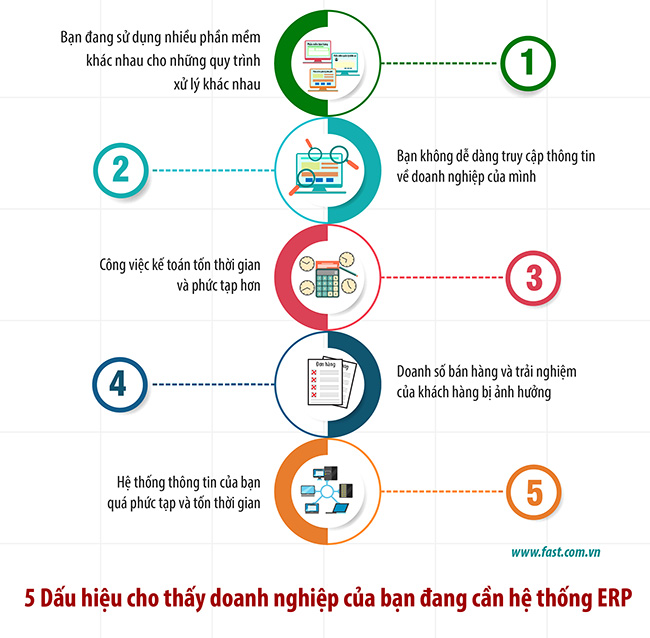 Bạn đang sử dụng nhiều phần mềm
khác nhau cho những quy trình
xử lý khác nhau
1
2
Bạn không dễ dàng truy cập thông tin
về doanh nghiệp của mình
Công việc kế toán tốn thời gian
và phức tạp hơn
3
4
Đơn hàng
Doanh số bán hàng và trải nghiệm
của khách hàng bị ảnh hưởng
Hệ thống thông tin của bạn
quá phức tạp và tốn thời gian
5
www.fast.com.vn
5 Dấu hiệu cho thấy doanh nghiệp của bạn đang cần hệ thống ERP